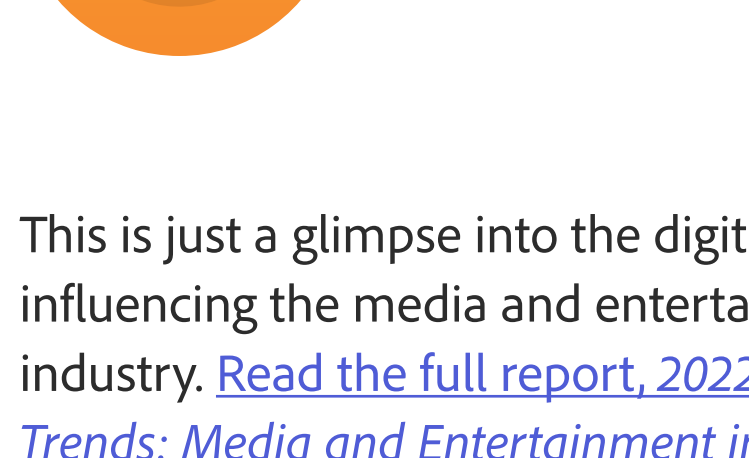 This is just a glimpse into the digit
influencing the media and enterta
industry. Read the full report, 2022
Trends: Media and Entertainment in